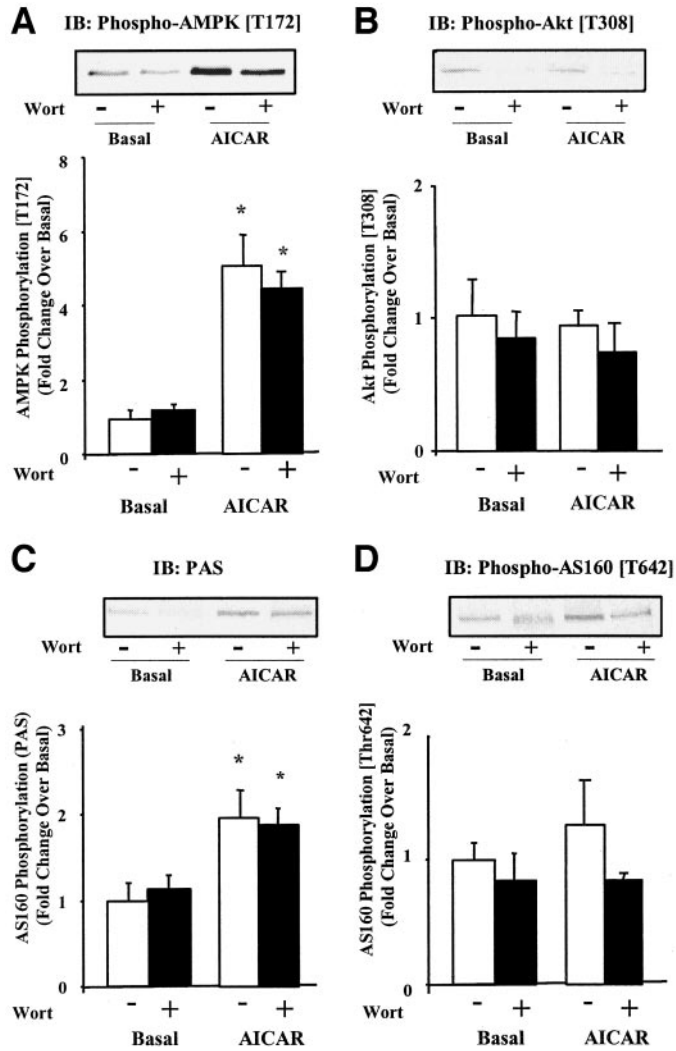 A
IB: Phospho-AMPK [T172]
Wort - + - +
Basal AICAR
AMPK Phosphorylation [T172]
(Fold Change Over Basal)
8
6
4
2
0
* *
Wort - + - +
Basal AICAR
B
IB: Phospho-Akt [T308]
Wort - + - +
Basal AICAR
Akt Phosphorylation [T308]
(Fold Change Over Basal)
2
1
0
Wort - + - +
Basal AICAR
C
IB: PAS
Wort - + - +
Basal AICAR
AS160 Phosphorylation (PAS)
(Fold Change Over Basal)
3
2
1
0
* *
Wort - + - +
Basal AICAR
D
IB: Phospho-AS160 [T642]
Wort - + - +
Basal AICAR
AS160 Phosphorylation [Thr642]
(Fold Change Over Basal)
2
1
0
Wort - + - +
Basal AICAR